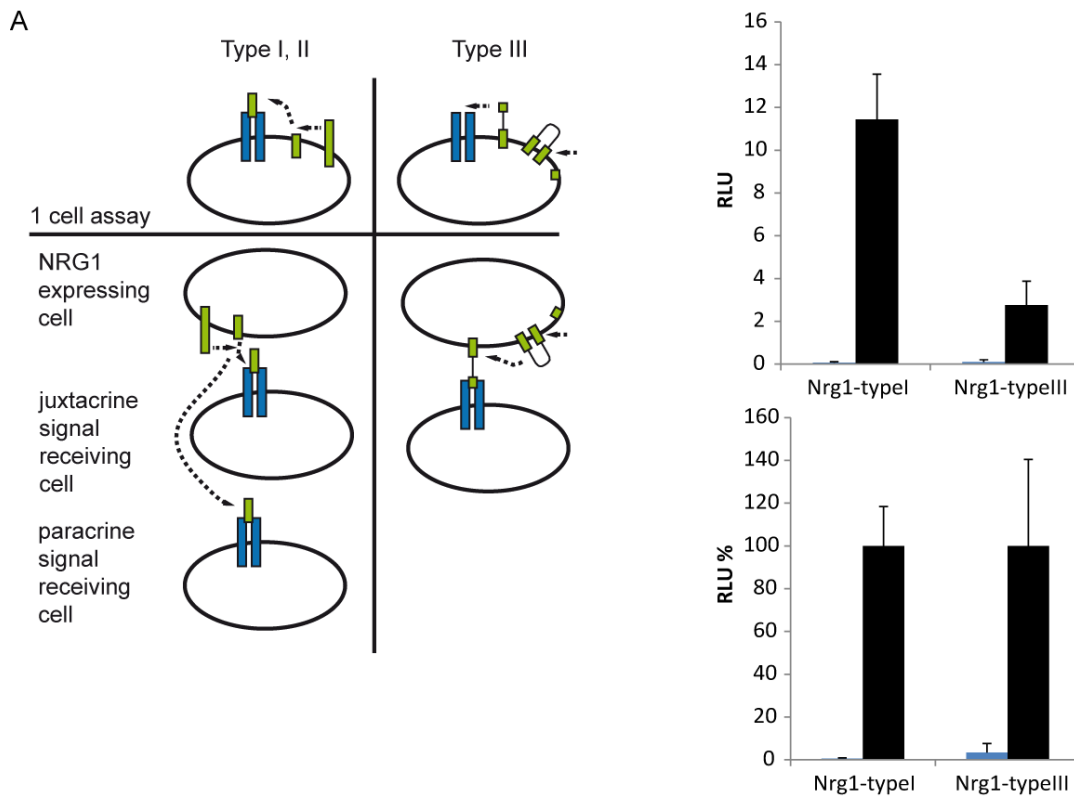 A
Type I, II
Type III
1 cell assay
NRG1
expressing
cell
juxtacrine
signal
receiving
cell
paracrine
signal
receiving
cell
16
14
12
10
8
6
4
2
0
RLU
Nrg1-typeI
Nrg1-typeIII
160
140
120
100
80
60
40
20
0
RLU %
Nrg1-typeI
Nrg1-typeIII